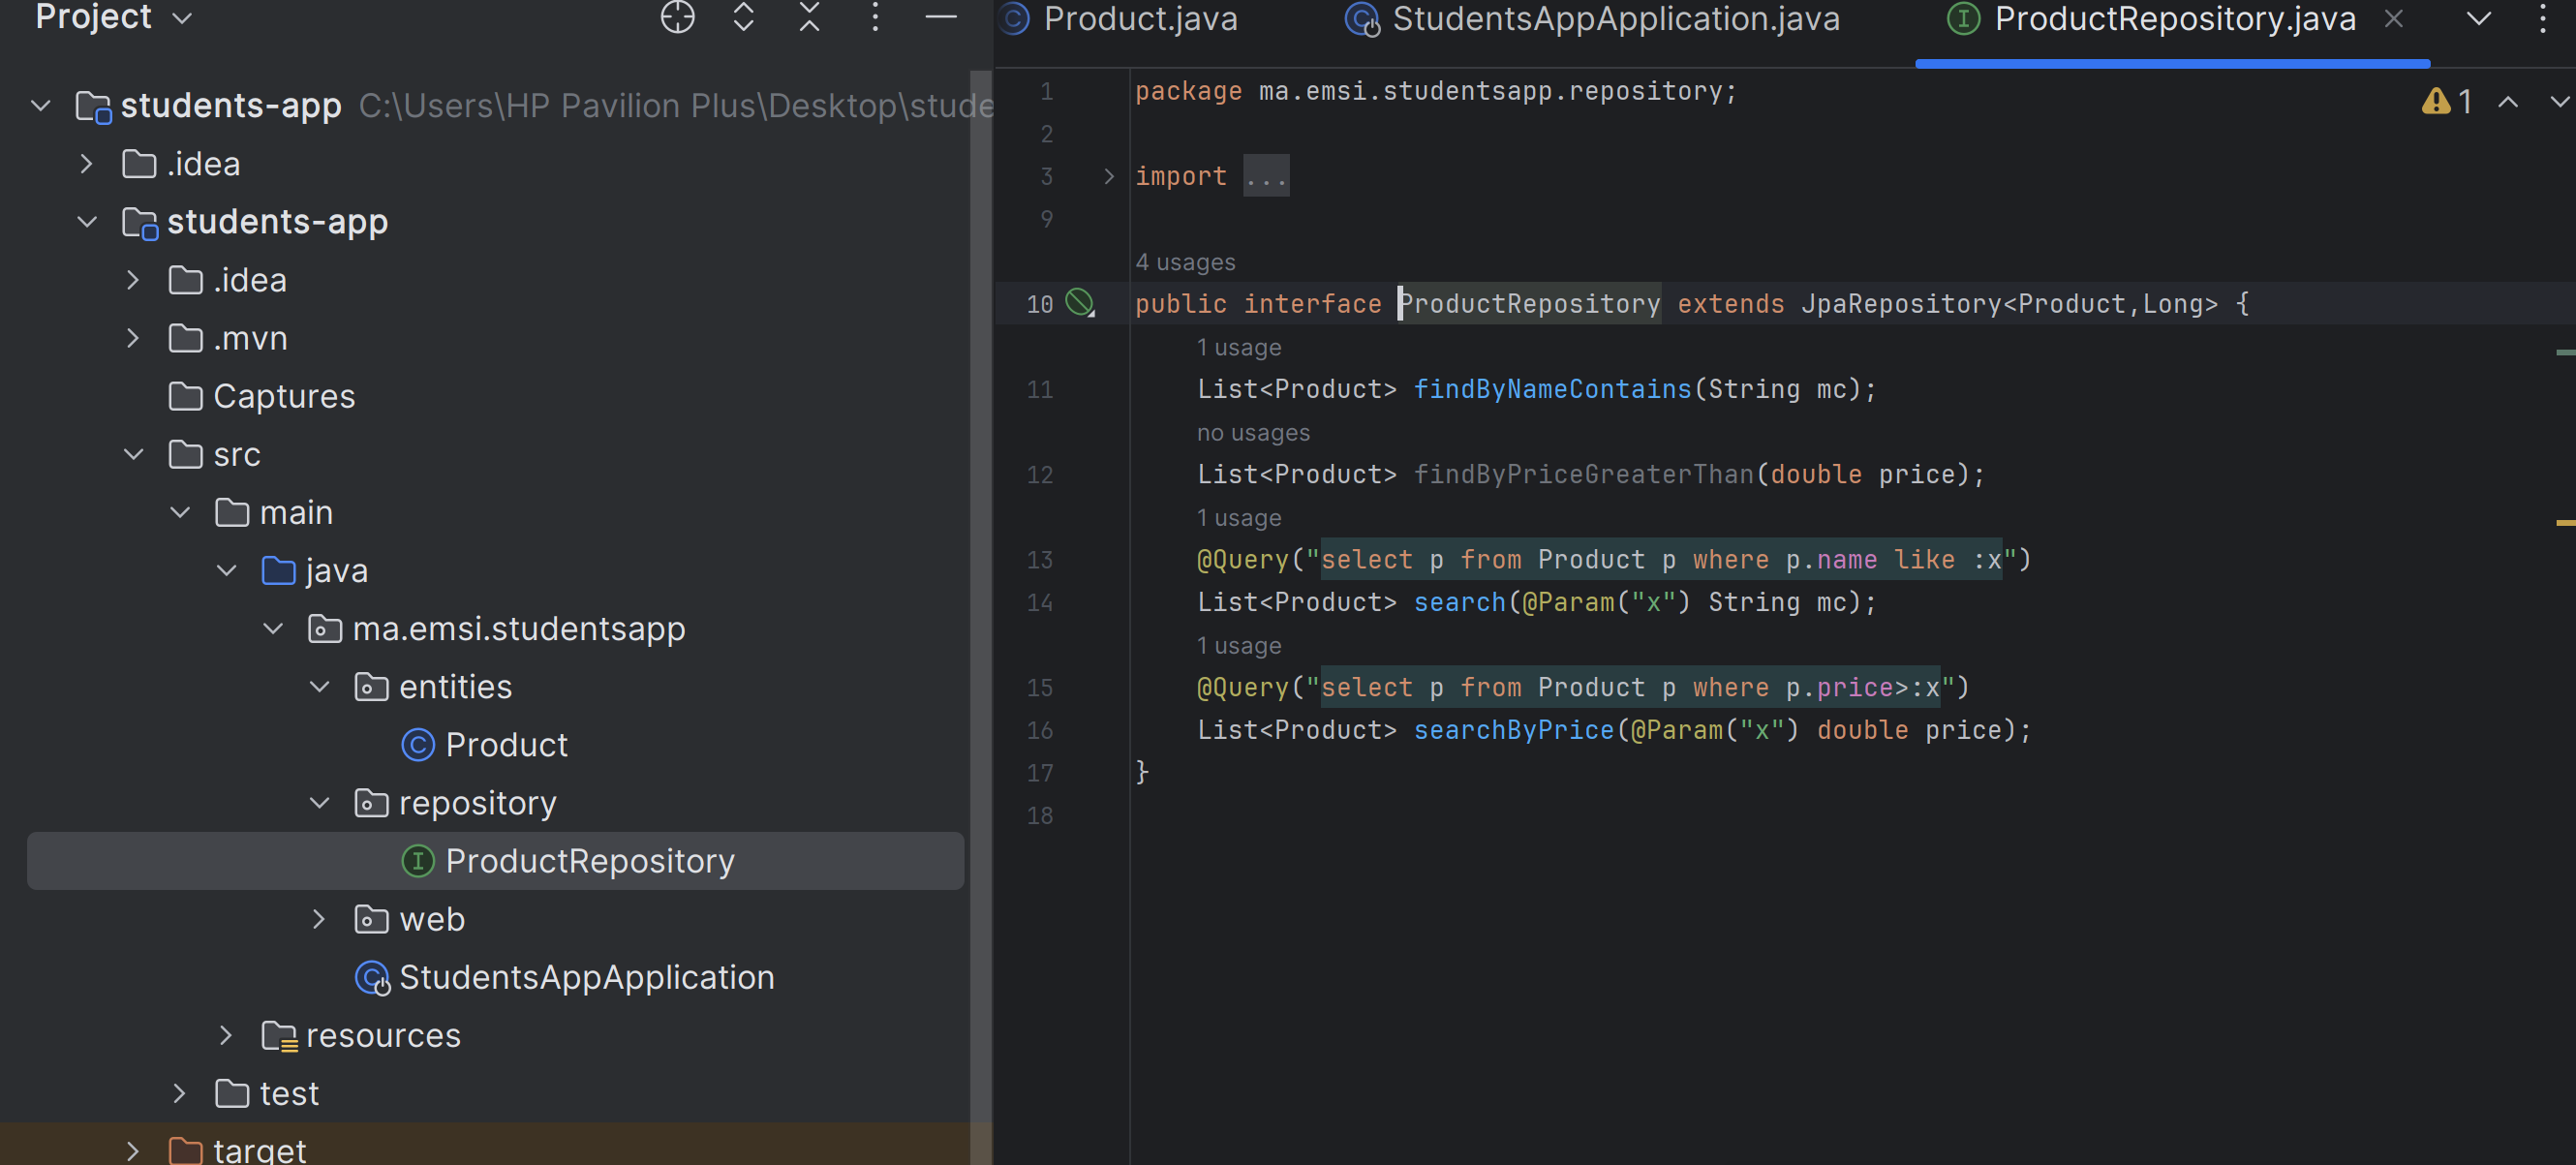 Project
students-app C:\Users\HP Pavilion Plus\Desktop\stude
.idea
students-app
.idea
.mvn
Captures
src
main
java
ma.emsi.studentsapp
entities
Product
repository
ProductRepository
web
StudentsAppApplication
resources
test
target
Product.java StudentsAppApplication.java ProductRepository.java
1 package ma.emsi.studentsapp.repository;
1
2
3 import ...
9
4 usages
10 public interface ProductRepository extends JpaRepository<Product,Long> {
1 usage
11 List<Product> findByNameContains(String mc);
no usages
12 List<Product> findByPriceGreaterThan(double price);
1 usage
13 @Query("select p from Product p where p.name like :x")
14 List<Product> search(@Param("x") String mc);
1 usage
15 @Query("select p from Product p where p.price>:x")
16 List<Product> searchByPrice(@Param("x") double price);
17 }
18